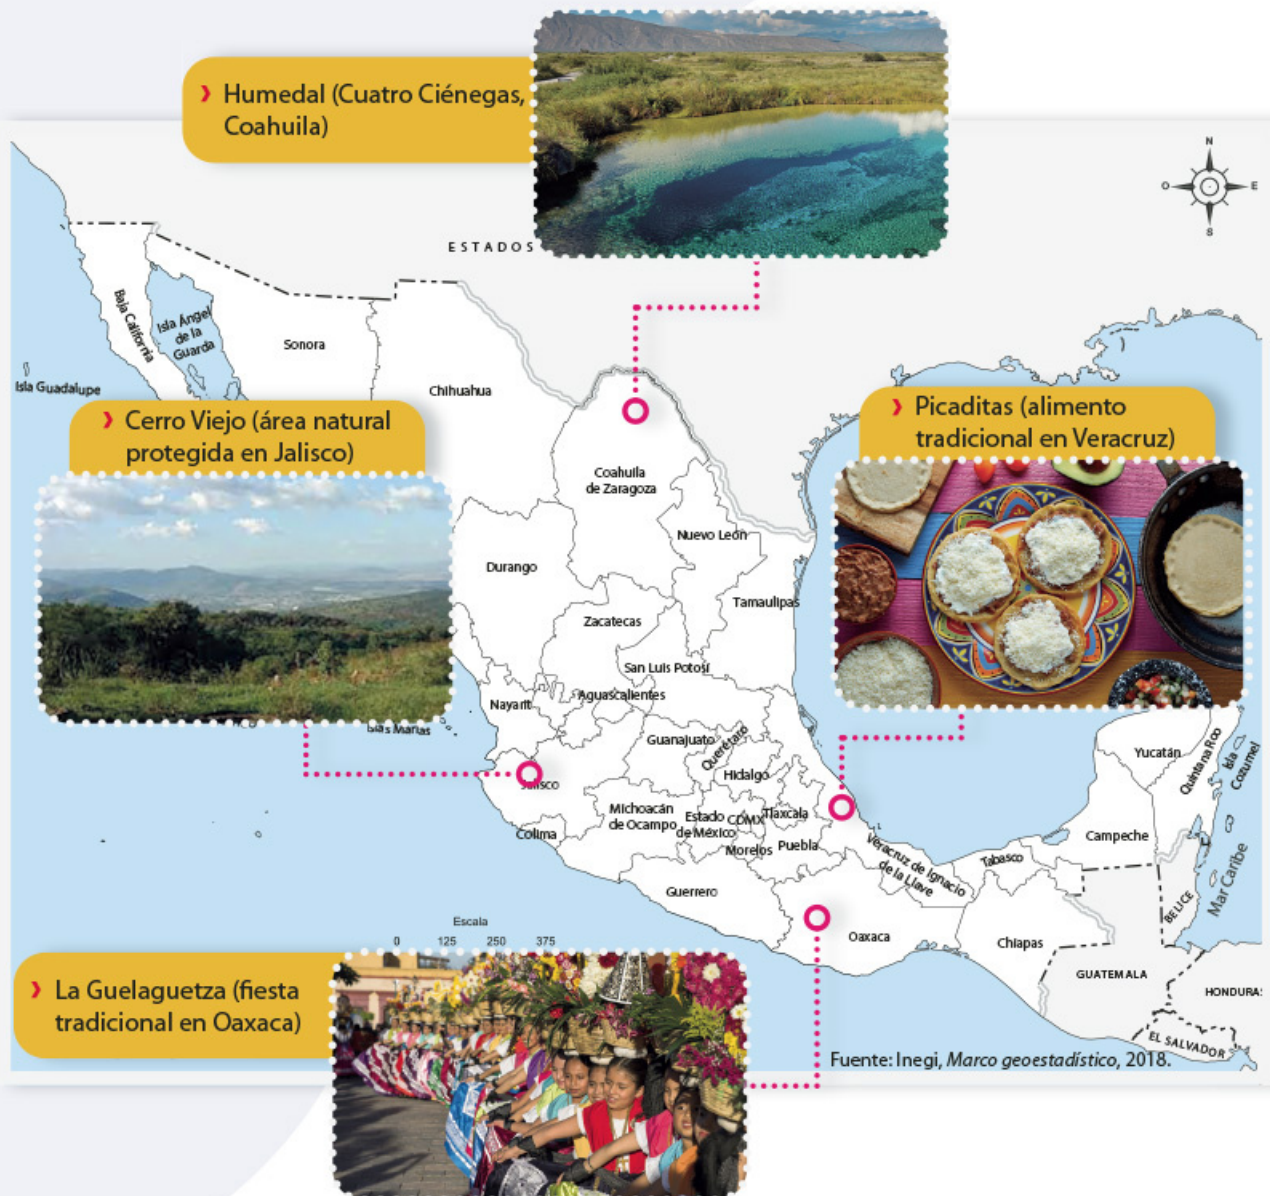 › Humedal (Cuatro Ciénegas,
Coahuila)
N
O
E
S
ESTADOS
Baja California
Isla Ángel
de la
Guarda
Sonora
Isla Guadalupe
Chihuahua
› Cerro Viejo (área natural
protegida en Jalisco)
› Picaditas (alimento
tradicional en Veracruz)
Coahuila
de Zaragoza
Nuevo León
Durango
Tamaulipas
Zacatecas
San Luis Potosí
Aguascalientes
Nayarit
Islas Marías
Guanajuato
Querétaro
Hidalgo
Jalisco
Michoacán
de Ocampo
Estado
de México
CDMX
Tlaxcala
Colima
Morelos
Puebla
Veracruz de Ignacio
de la Llave
Tabasco
Campeche
Yucatán
Quintana Roo
Isla
Cozumel
Mar Caribe
BELICE
Guerrero
Oaxaca
Chiapas
GUATEMALA
HONDURAS
EL SALVADOR
Escala
0 125 250 375
› La Guelaguetza (fiesta
tradicional en Oaxaca)
Fuente: Inegi, Marco geoestadístico, 2018.